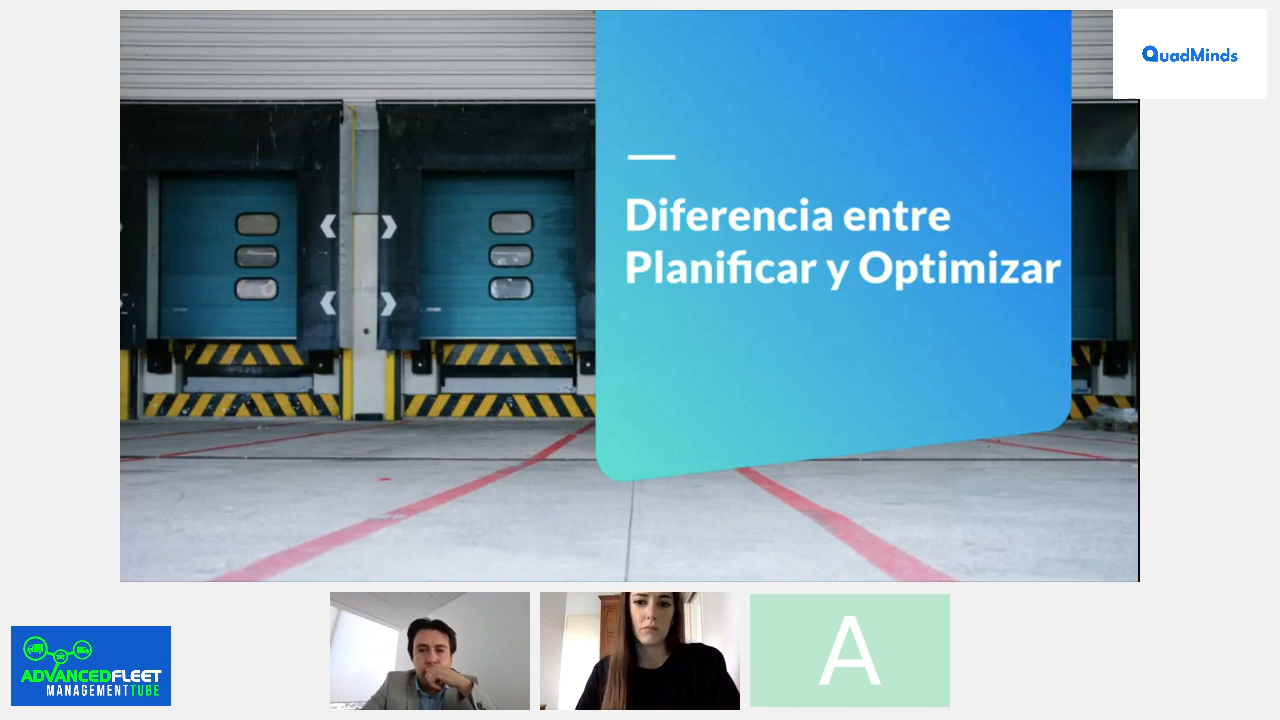 QuadMinds
Diferencia entre
Planificar y Optimizar
ADVANCEDFLEET
MANAGEMENTTUBE
A